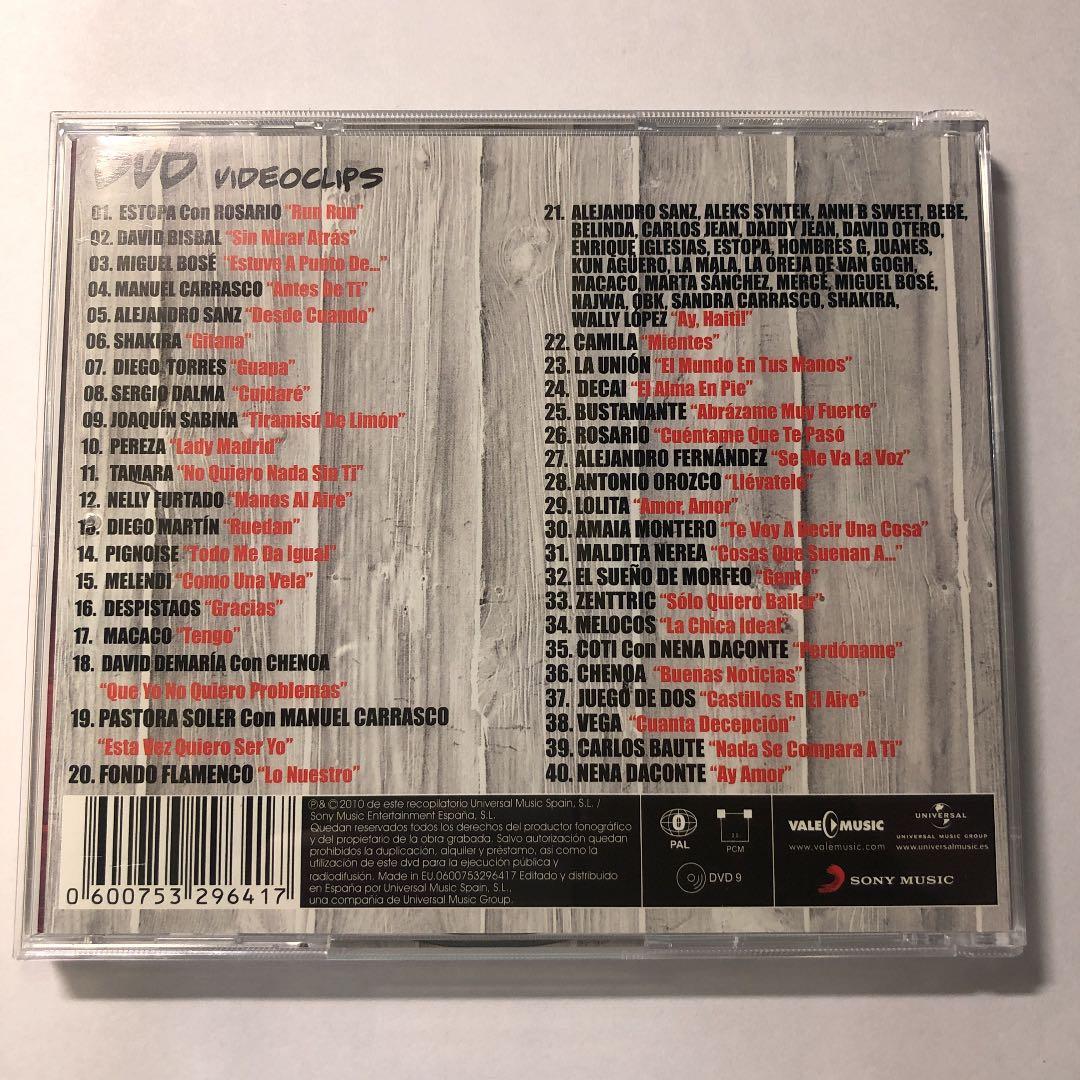 DVD VIDEOCLIPS
01. ESTOPA Con ROSARIO "Run Run"
02. DAVID BISBAL "Sin Mirar Atrás"
03. MIGUEL BOSÉ "Estuve A Punto De..."
04. MANUEL CARRASCO "Antes De Ti"
05. ALEJANDRO SANZ "Desde Cuando"
06. SHAKIRA "Gitana"
07. DIEGO TORRES "Guapa"
08. SERGIO DALMA "Cuidaré"
09. JOAQUÍN SABINA "Tiramisú De Limón"
10. PEREZA "Lady Madrid"
11. TAMARA "No Quiero Nada Sin Ti"
12. NELLY FURTADO "Manos Al Aire"
13. DIEGO MARTÍN "Ruedan"
14. PIGNOISE "Todo Me Da Igual"
15. MELENDI "Como Una Vela"
16. DESPISTAOS "Gracias"
17. MACACO "Tengo"
18. DAVID DEMARÍA Con CHENOA
"Que Yo No Quiero Problemas"
19. PASTORA SOLER Con MANUEL CARRASCO
"Esta Vez Quiero Ser Yo"
20. FONDO FLAMENCO "Lo Nuestro"
21. ALEJANDRO SANZ, ALEKS SYNTEK, ANNI B SWEET, BEBE,
BELINDA, CARLOS JEAN, DADDY JEAN, DAVID OTERO,
ENRIQUE IGLESIAS, ESTOPA, HOMBRES G, JUANES,
KUN AGÜERO, LA MALA, LA OREJA DE VAN GOGH,
MACACO, MARTA SÁNCHEZ, MERCÉ, MIGUEL BOSÉ,
NAJWA, OBK, SANDRA CARRASCO, SHAKIRA,
WALLY LÓPEZ "Ay, Haití!"
22. CAMILA "Mientes"
23. LA UNIÓN "El Mundo En Tus Manos"
24. DECAI "El Alma En Pie"
25. BUSTAMANTE "Abrázame Muy Fuerte"
26. ROSARIO "Cuéntame Que Te Pasó
27. ALEJANDRO FERNÁNDEZ "Se Me Va La Voz"
28. ANTONIO OROZCO "Llévatelo"
29. LOLITA "Amor, Amor"
30. AMAIA MONTERO "Te Voy A Decir Una Cosa"
31. MALDITA NEREA "Cosas Que Suenan A..."
32. EL SUEÑO DE MORFEO "Gente"
33. ZENTTRIC "Sólo Quiero Bailar"
34. MELOCOS "La Chica Ideal"
35. COTI Con NENA DACONTE "Perdóname"
36. CHENOA "Buenas Noticias"
37. JUEGO DE DOS "Castillos En El Aire"
38. VEGA "Cuanta Decepción"
39. CARLOS BAUTE "Nada Se Compara A Ti"
40. NENA DACONTE "Ay Amor"
0 600753 296417
℗& ©2010 de este recopilatorio Universal Music Spain, S.L. /
Sony Music Entertainment España, S.L.
Quedan reservados todos los derechos del productor fonográfico
y del propietario de la obra grabada. Salvo autorización quedan
prohibidos la duplicación, alquiler y préstamo, así como la
utilización de este dvd para la ejecución pública y
radiodifusión. Made in EU.0600753296417 Editado y distribuido
en España por Universal Music Spain, S.L.,
una compañía de Universal Music Group.
0
PAL
PCM
DVD 9
VALE MUSIC
www.valemusic.com
UNIVERSAL
UNIVERSAL MUSIC GROUP
www.universalmusic.es
SONY MUSIC